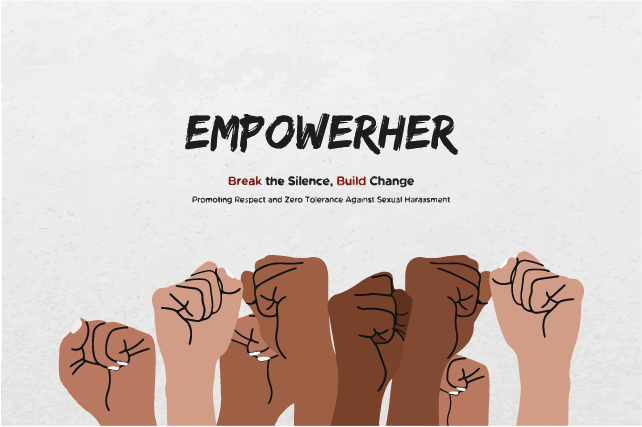 EMPOWERHER
Break the Silence, Build Change
Promoting Respect and Zero Tolerance Against Sexual Harassment